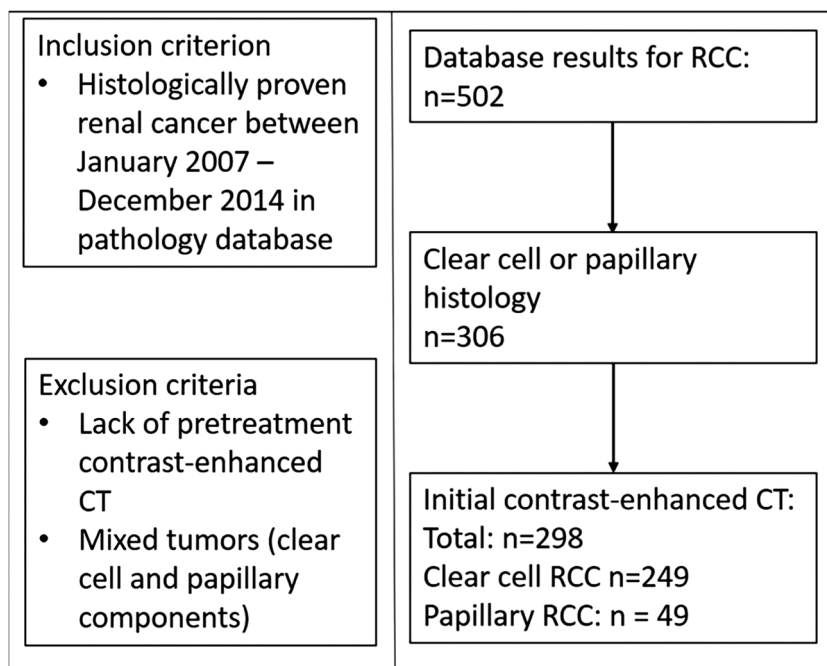 Inclusion criterion
• Histologically proven
renal cancer between
January 2007 –
December 2014 in
pathology database
Exclusion criteria
• Lack of pretreatment
contrast-enhanced
CT
• Mixed tumors (clear
cell and papillary
components)
Database results for RCC:
n=502
Clear cell or papillary
histology
n=306
Initial contrast-enhanced CT:
Total: n=298
Clear cell RCC n=249
Papillary RCC: n = 49